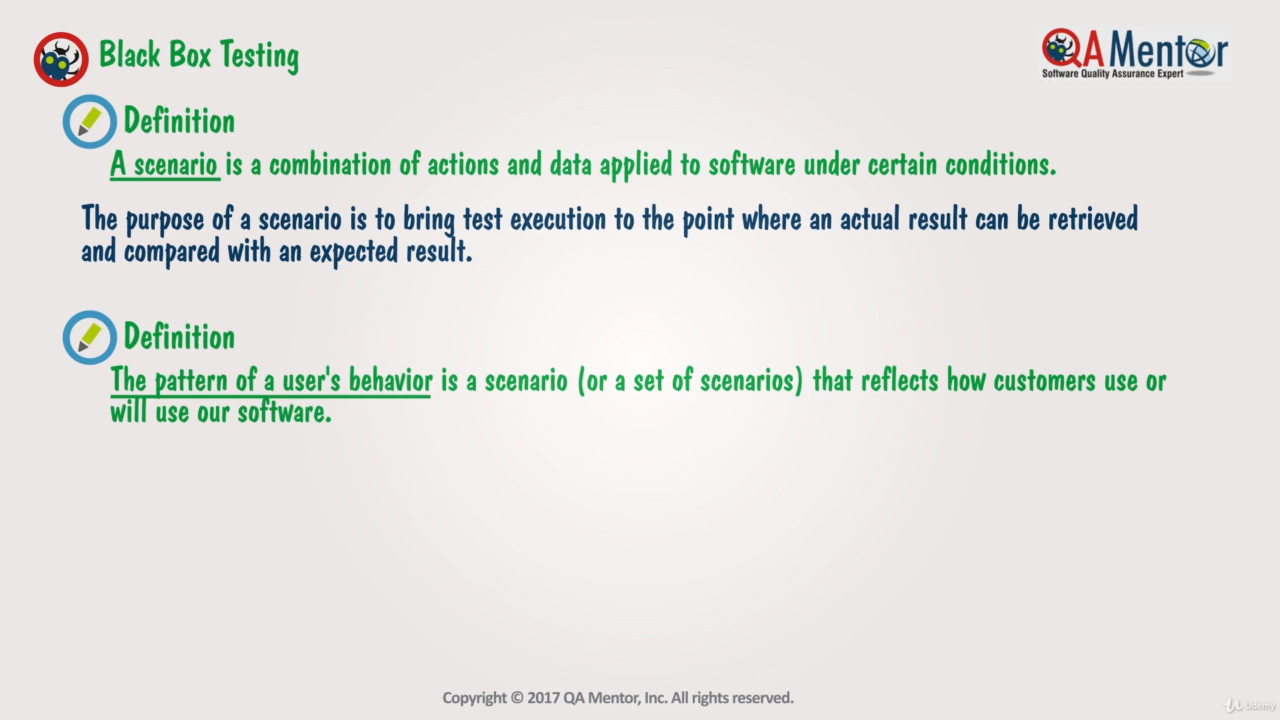 Black Box Testing
QA Mentor
Software Quality Assurance Expert
Definition
A scenario is a combination of actions and data applied to software under certain conditions.
The purpose of a scenario is to bring test execution to the point where an actual result can be retrieved
and compared with an expected result.
Definition
The pattern of a user's behavior is a scenario (or a set of scenarios) that reflects how customers use or
will use our software.
Copyright © 2017 QA Mentor, Inc. All rights reserved.
Udemy